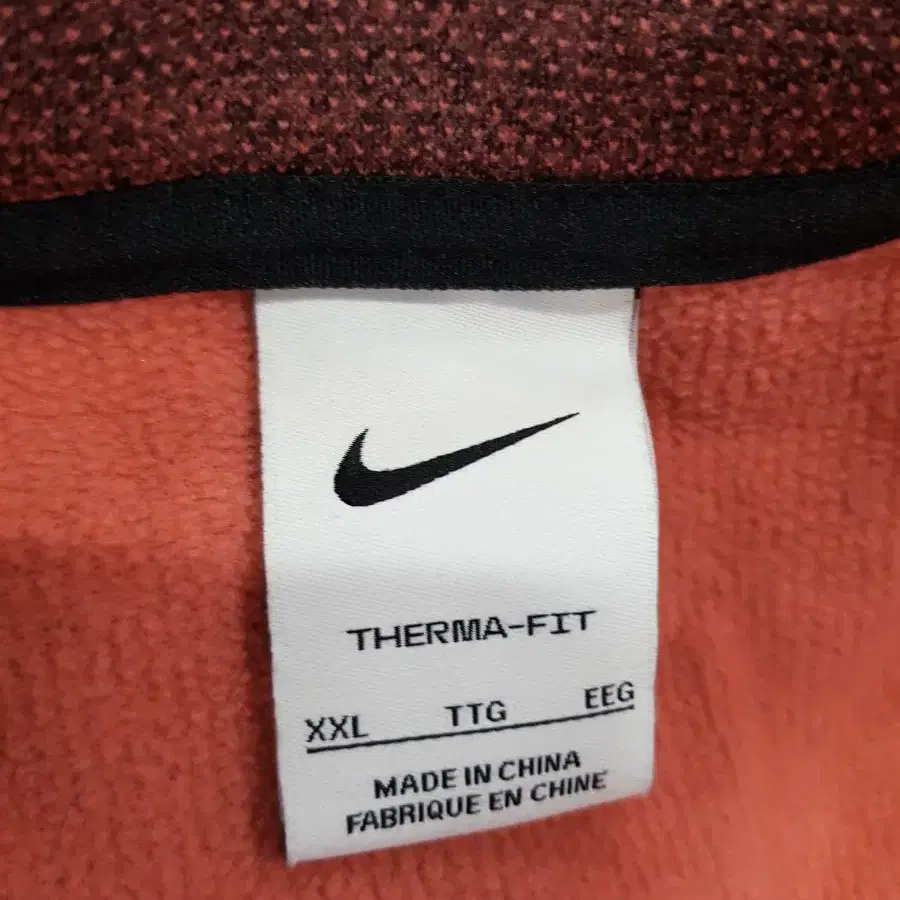 THERMA-FIT
XXL TTG EEG
MADE IN CHINA
FABRIQUE EN CHINE